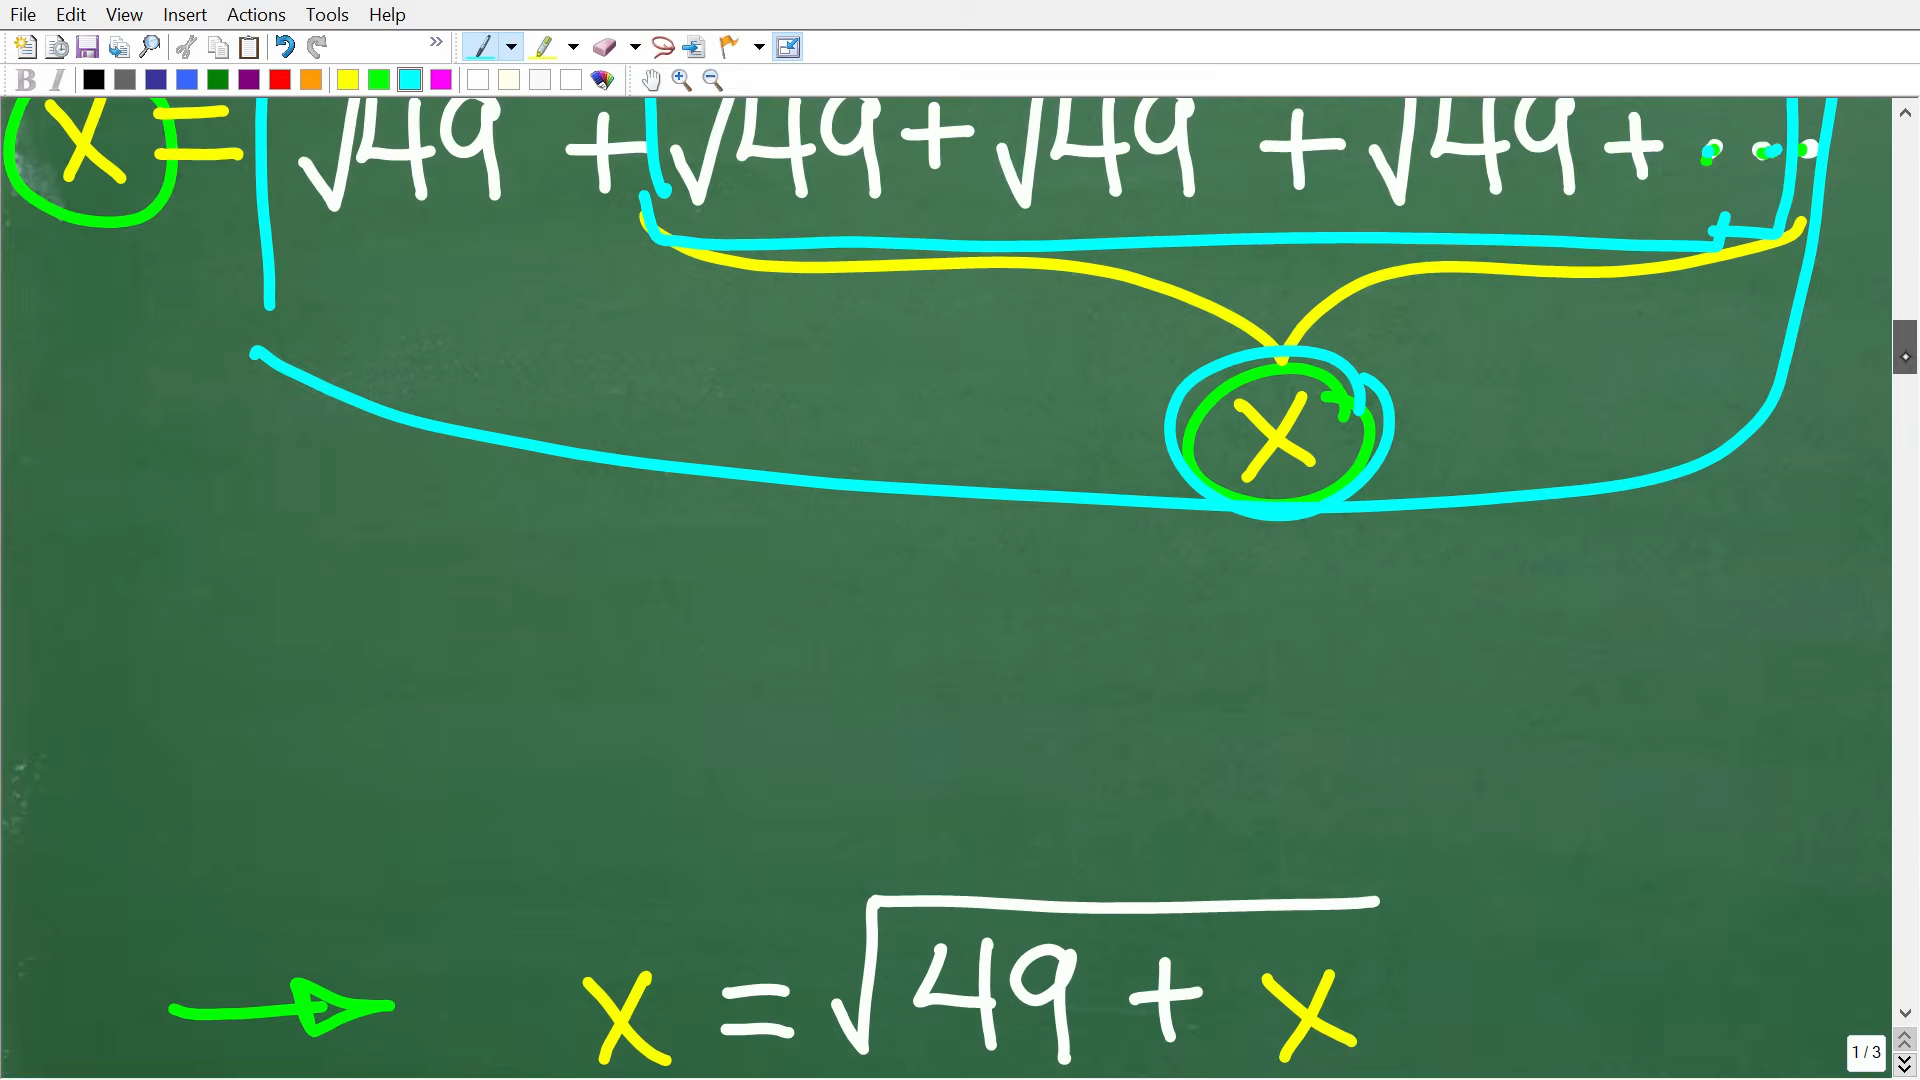 File Edit View Insert Actions Tools Help
B I
X = √49 + √49 + √49 + √49 + ...
X
X = √49 + X
1 / 3